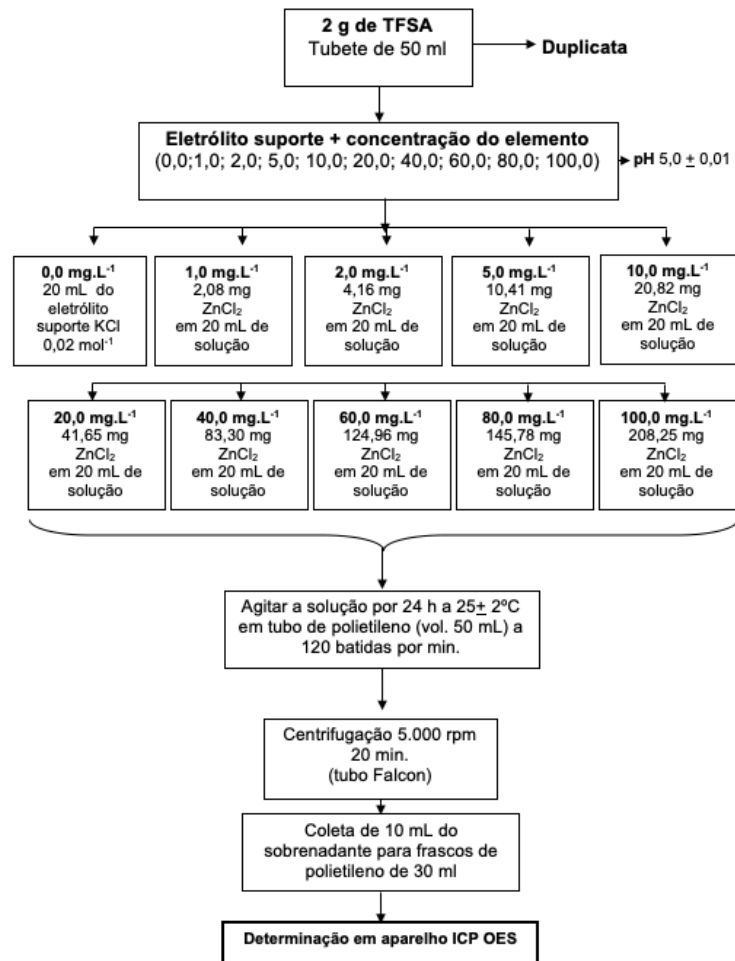 2 g de TFSA
Tubete de 50 ml
Duplicata
Eletrólito suporte + concentração do elemento
(0,0;1,0; 2,0; 5,0; 10,0; 20,0; 40,0; 60,0; 80,0; 100,0)
pH 5,0 ± 0,01
0,0 mg.L⁻¹
20 mL do
eletrólito
suporte KCl
0,02 mol⁻¹
1,0 mg.L⁻¹
2,08 mg
ZnCl₂
em 20 mL de
solução
2,0 mg.L⁻¹
4,16 mg
ZnCl₂
em 20 mL de
solução
5,0 mg.L⁻¹
10,41 mg
ZnCl₂
em 20 mL de
solução
10,0 mg.L⁻¹
20,82 mg
ZnCl₂
em 20 mL de
solução
20,0 mg.L⁻¹
41,65 mg
ZnCl₂
em 20 mL de
solução
40,0 mg.L⁻¹
83,30 mg
ZnCl₂
em 20 mL de
solução
60,0 mg.L⁻¹
124,96 mg
ZnCl₂
em 20 mL de
solução
80,0 mg.L⁻¹
145,78 mg
ZnCl₂
em 20 mL de
solução
100,0 mg.L⁻¹
208,25 mg
ZnCl₂
em 20 mL de
solução
Agitar a solução por 24 h a 25± 2ºC
em tubo de polietileno (vol. 50 mL) a
120 batidas por min.
Centrifugação 5.000 rpm
20 min.
(tubo Falcon)
Coleta de 10 mL do
sobrenadante para frascos de
polietileno de 30 ml
Determinação em aparelho ICP OES